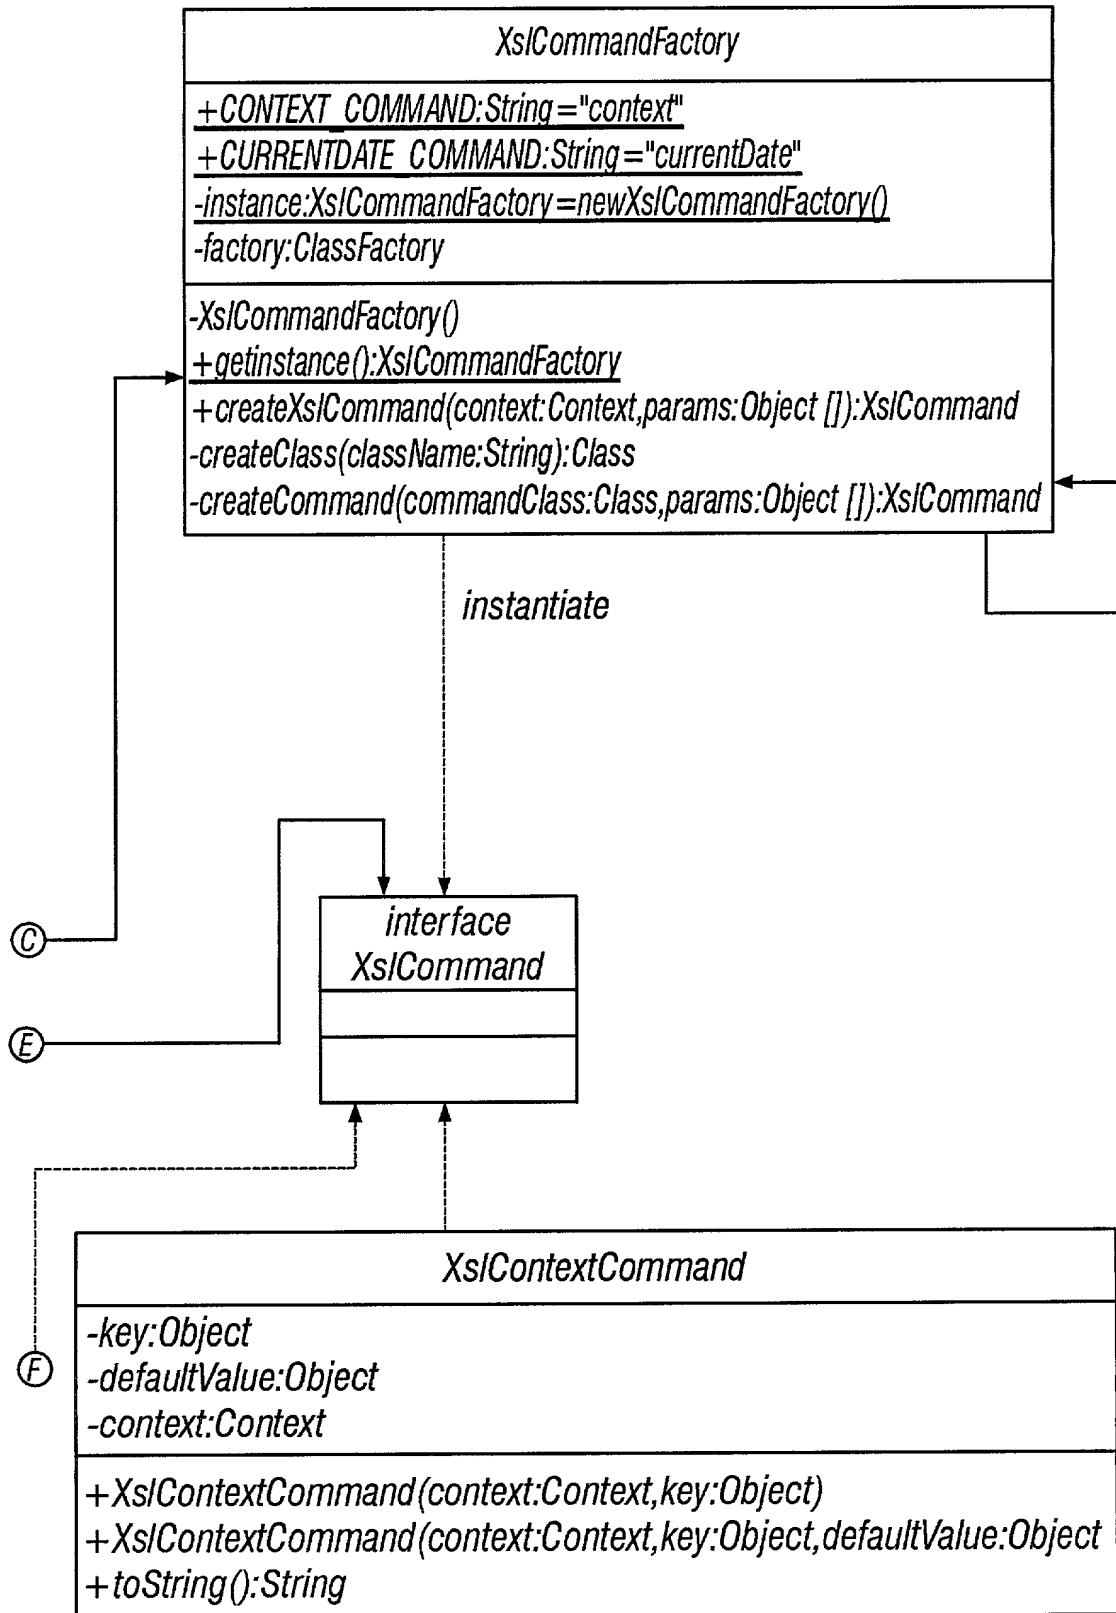 XslCommandFactory
+CONTEXT_COMMAND:String="context"
+CURRENTDATE_COMMAND:String="currentDate"
-instance:XslCommandFactory=newXslCommandFactory()
-factory:ClassFactory
-XslCommandFactory()
+getinstance():XslCommandFactory
+createXslCommand(context:Context,params:Object []):XslCommand
-createClass(className:String):Class
-createCommand(commandClass:Class,params:Object []):XslCommand
instantiate
interface
XslCommand
C
E
F
XslContextCommand
-key:Object
-defaultValue:Object
-context:Context
+XslContextCommand(context:Context,key:Object)
+XslContextCommand(context:Context,key:Object,defaultValue:Object
+toString():String